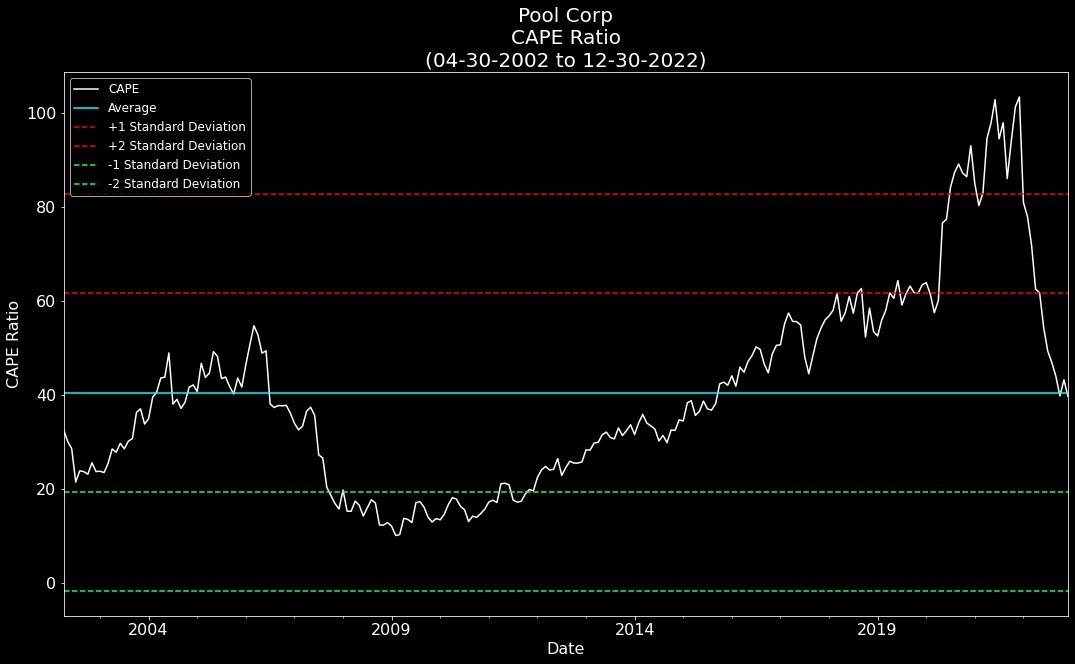 Pool Corp
CAPE Ratio
(04-30-2002 to 12-30-2022)
CAPE
Average
+1 Standard Deviation
+2 Standard Deviation
-1 Standard Deviation
-2 Standard Deviation
100
80
60
40
20
0
CAPE Ratio
2004
2009
2014
2019
Date